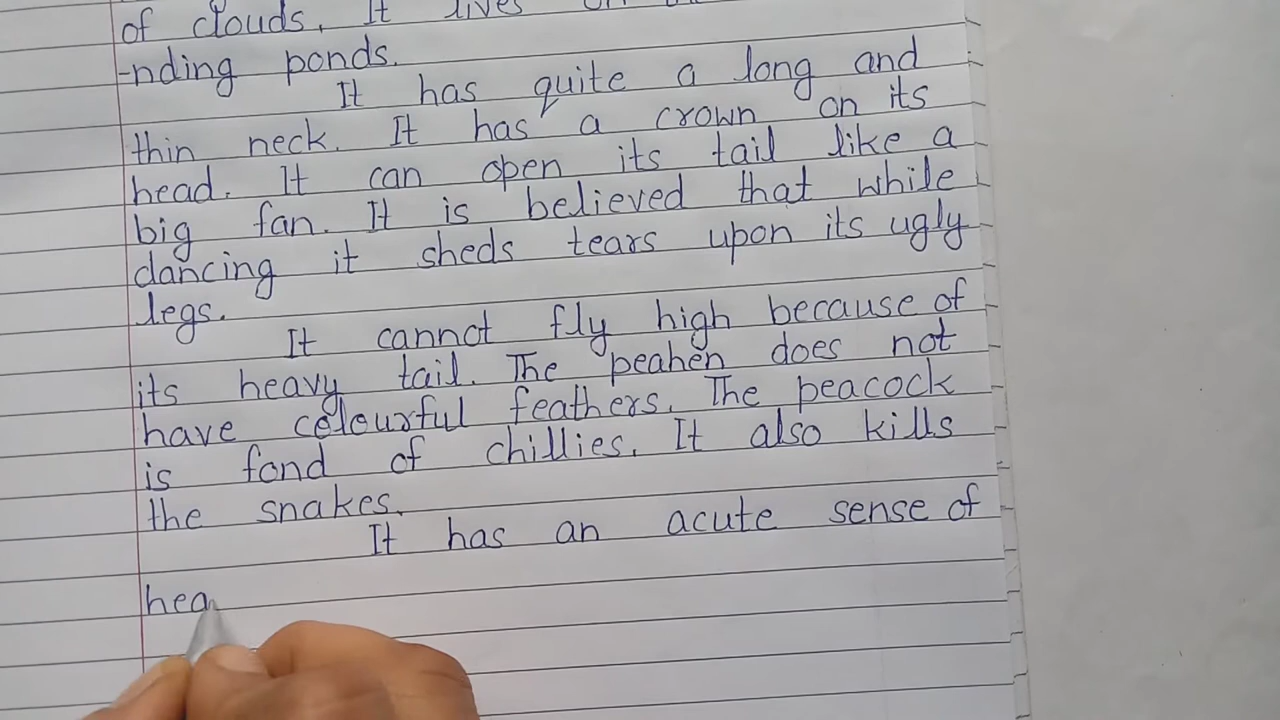 of clouds. It lives on
-nding ponds.
It has quite a long and
thin neck. It has a crown on its
head. It can open its tail like a
big fan. It is believed that while
dancing it sheds tears upon its ugly
legs.
It cannot fly high because of
its heavy tail. The peahen does not
have colourful feathers. The peacock
is fond of chillies. It also kills
the snakes.
It has an acute sense of
hea